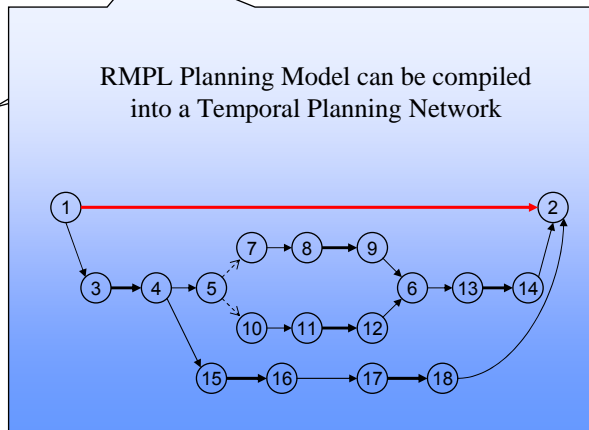 RMPL Planning Model can be compiled
into a Temporal Planning Network
1 2
7 8 9
3 4 5 6 13 14
10 11 12
15 16 17 18